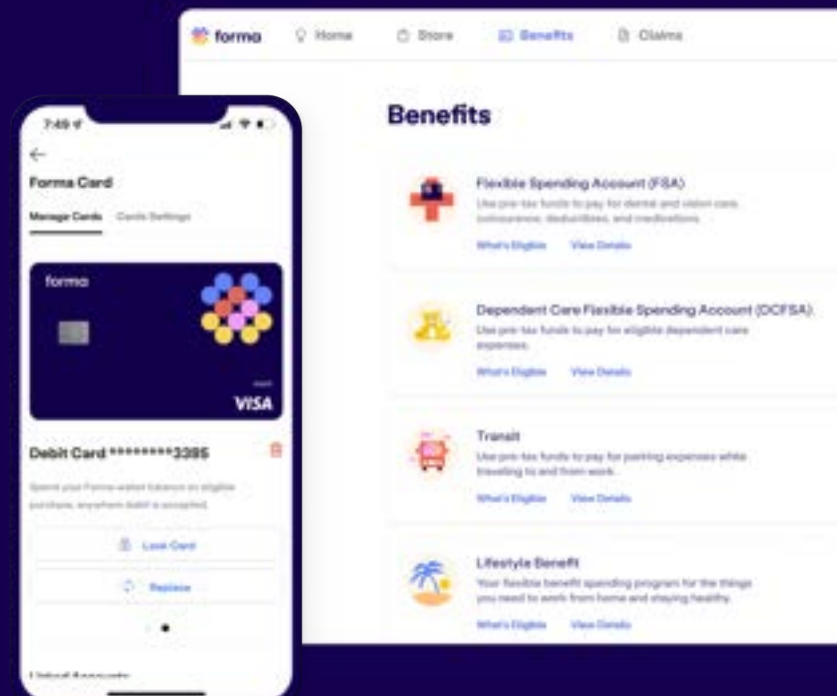 forma
Home
Store
Benefits
Claims
Benefits
Flexible Spending Account (FSA)
Use pre-tax funds to pay for dental and vision care,
coinsurance, deductibles, and medications.
What's Eligible
View Details
Dependent Care Flexible Spending Account (DCFSA)
Use pre-tax funds to pay for eligible dependent care
expenses.
What's Eligible
View Details
Transit
Use pre-tax funds to pay for parking expenses while
traveling to and from work.
What's Eligible
View Details
Lifestyle Benefit
Your flexible benefit spending program for the things
you need to work from home and staying healthy.
What's Eligible
View Details
7:49
Forma Card
Manage Cards
Cards Settings
forma
VISA
Debit Card ********3395
Spend your Forma wallet balance on eligible
purchase, anywhere debit is accepted.
Lock Card
Replace
Linked Accounts